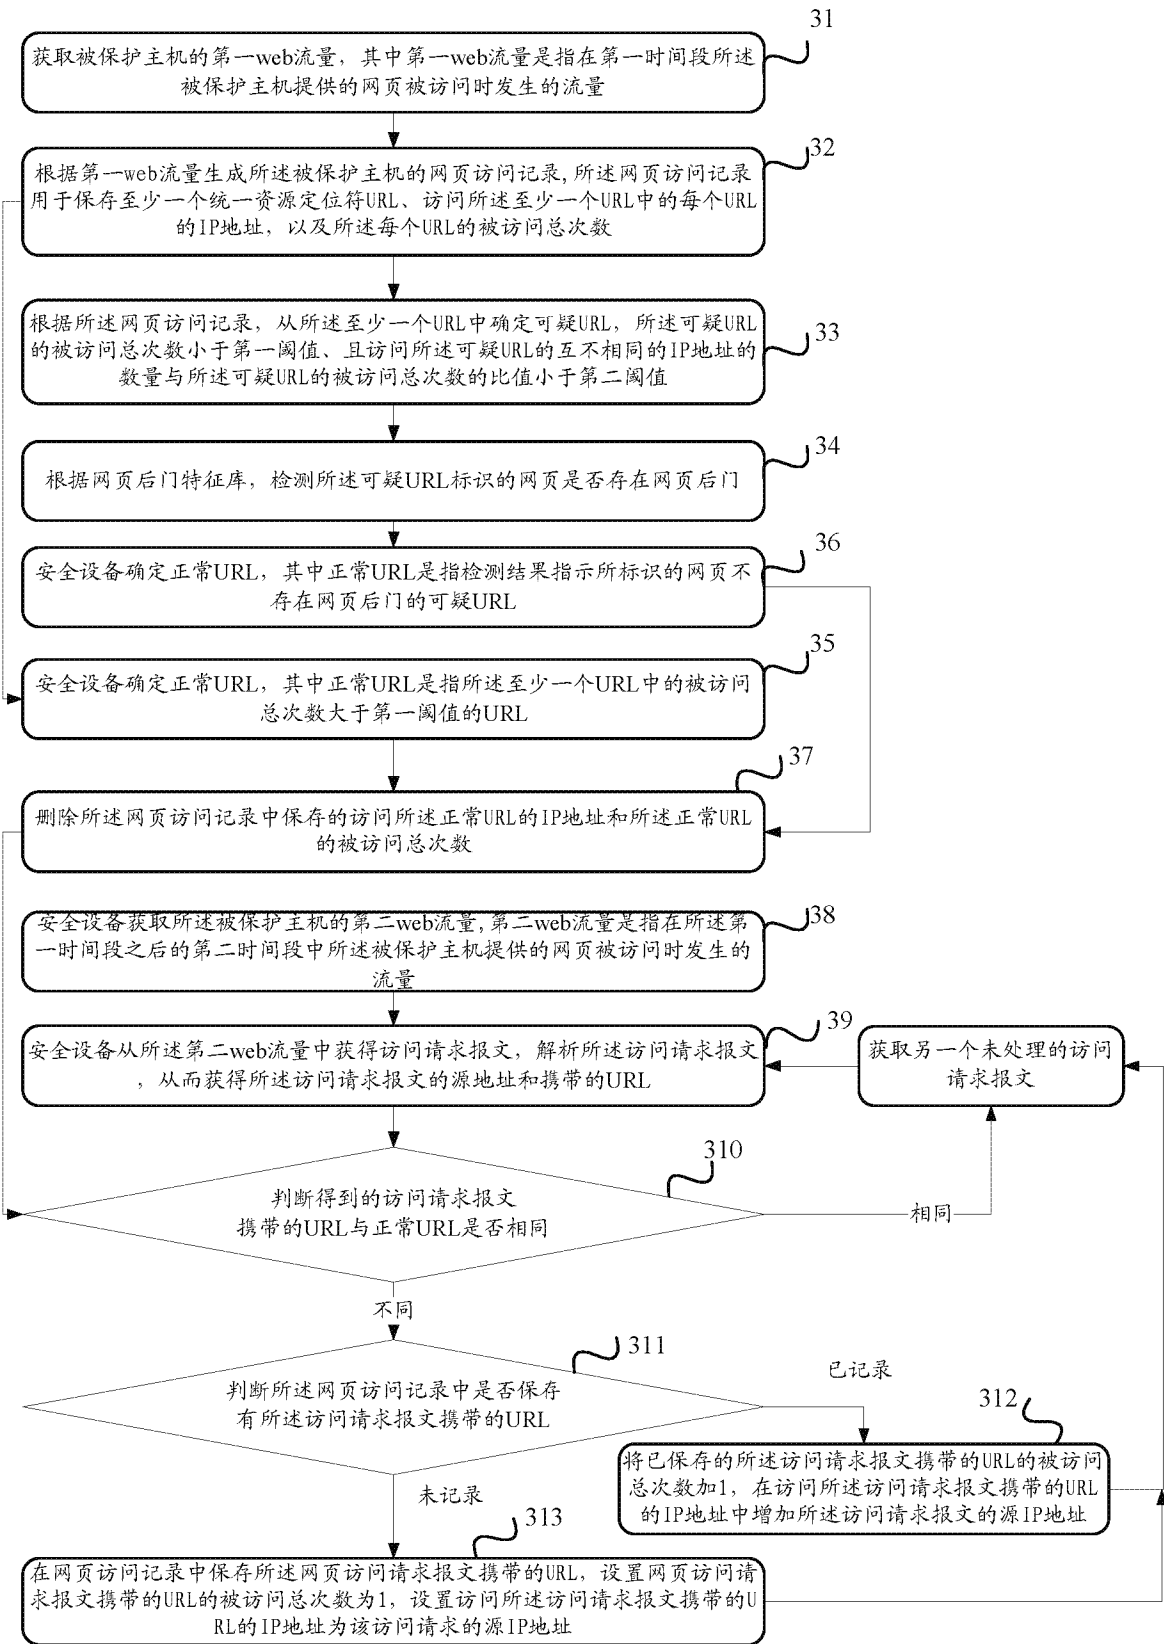 31
获取被保护主机的第一web流量，其中第一web流量是指在第一时间段所述
被保护主机提供的网页被访问时发生的流量
32
根据第一web流量生成所述被保护主机的网页访问记录,所述网页访问记录
用于保存至少一个统一资源定位符URL、访问所述至少一个URL中的每个URL
的IP地址，以及所述每个URL的被访问总次数
33
根据所述网页访问记录，从所述至少一个URL中确定可疑URL，所述可疑URL
的被访问总次数小于第一阈值、且访问所述可疑URL的互不相同的IP地址的
数量与所述可疑URL的被访问总次数的比值小于第二阈值
34
根据网页后门特征库，检测所述可疑URL标识的网页是否存在网页后门
36
安全设备确定正常URL，其中正常URL是指检测结果指示所标识的网页不
存在网页后门的可疑URL
35
安全设备确定正常URL，其中正常URL是指所述至少一个URL中的被访问
总次数大于第一阈值的URL
37
删除所述网页访问记录中保存的访问所述正常URL的IP地址和所述正常URL
的被访问总次数
38
安全设备获取所述被保护主机的第二web流量,第二web流量是指在所述第
一时间段之后的第二时间段中所述被保护主机提供的网页被访问时发生的
流量
39
安全设备从所述第二web流量中获得访问请求报文，解析所述访问请求报文
，从而获得所述访问请求报文的源地址和携带的URL
获取另一个未处理的访问
请求报文
310
判断得到的访问请求报文
携带的URL与正常URL是否相同
相同
不同
311
判断所述网页访问记录中是否保存
有所述访问请求报文携带的URL
已记录
312
将已保存的所述访问请求报文携带的URL的被访问
总次数加1，在访问所述访问请求报文携带的URL
的IP地址中增加所述访问请求报文的源IP地址
未记录
313
在网页访问记录中保存所述网页访问请求报文携带的URL，设置网页访问请
求报文携带的URL的被访问总次数为1，设置访问所述访问请求报文携带的U
RL的IP地址为该访问请求的源IP地址